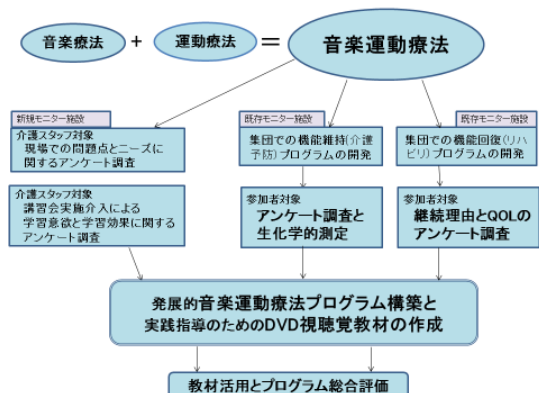 音楽療法 + 運動療法 = 音楽運動療法
新規モニター施設
介護スタッフ対象
現場での問題点とニーズに
関するアンケート調査
既存モニター施設
集団での機能維持(介護
予防)プログラムの開発
既存モニター施設
集団での機能回復(リハ
ビリ)プログラムの開発
介護スタッフ対象
講習会実施介入による
学習意欲と学習効果に関する
アンケート調査
参加者対象
アンケート調査と
生化学的測定
参加者対象
継続理由とQOLの
アンケート調査
発展的音楽運動療法プログラム構築と
実践指導のためのDVD視聴覚教材の作成
教材活用とプログラム総合評価